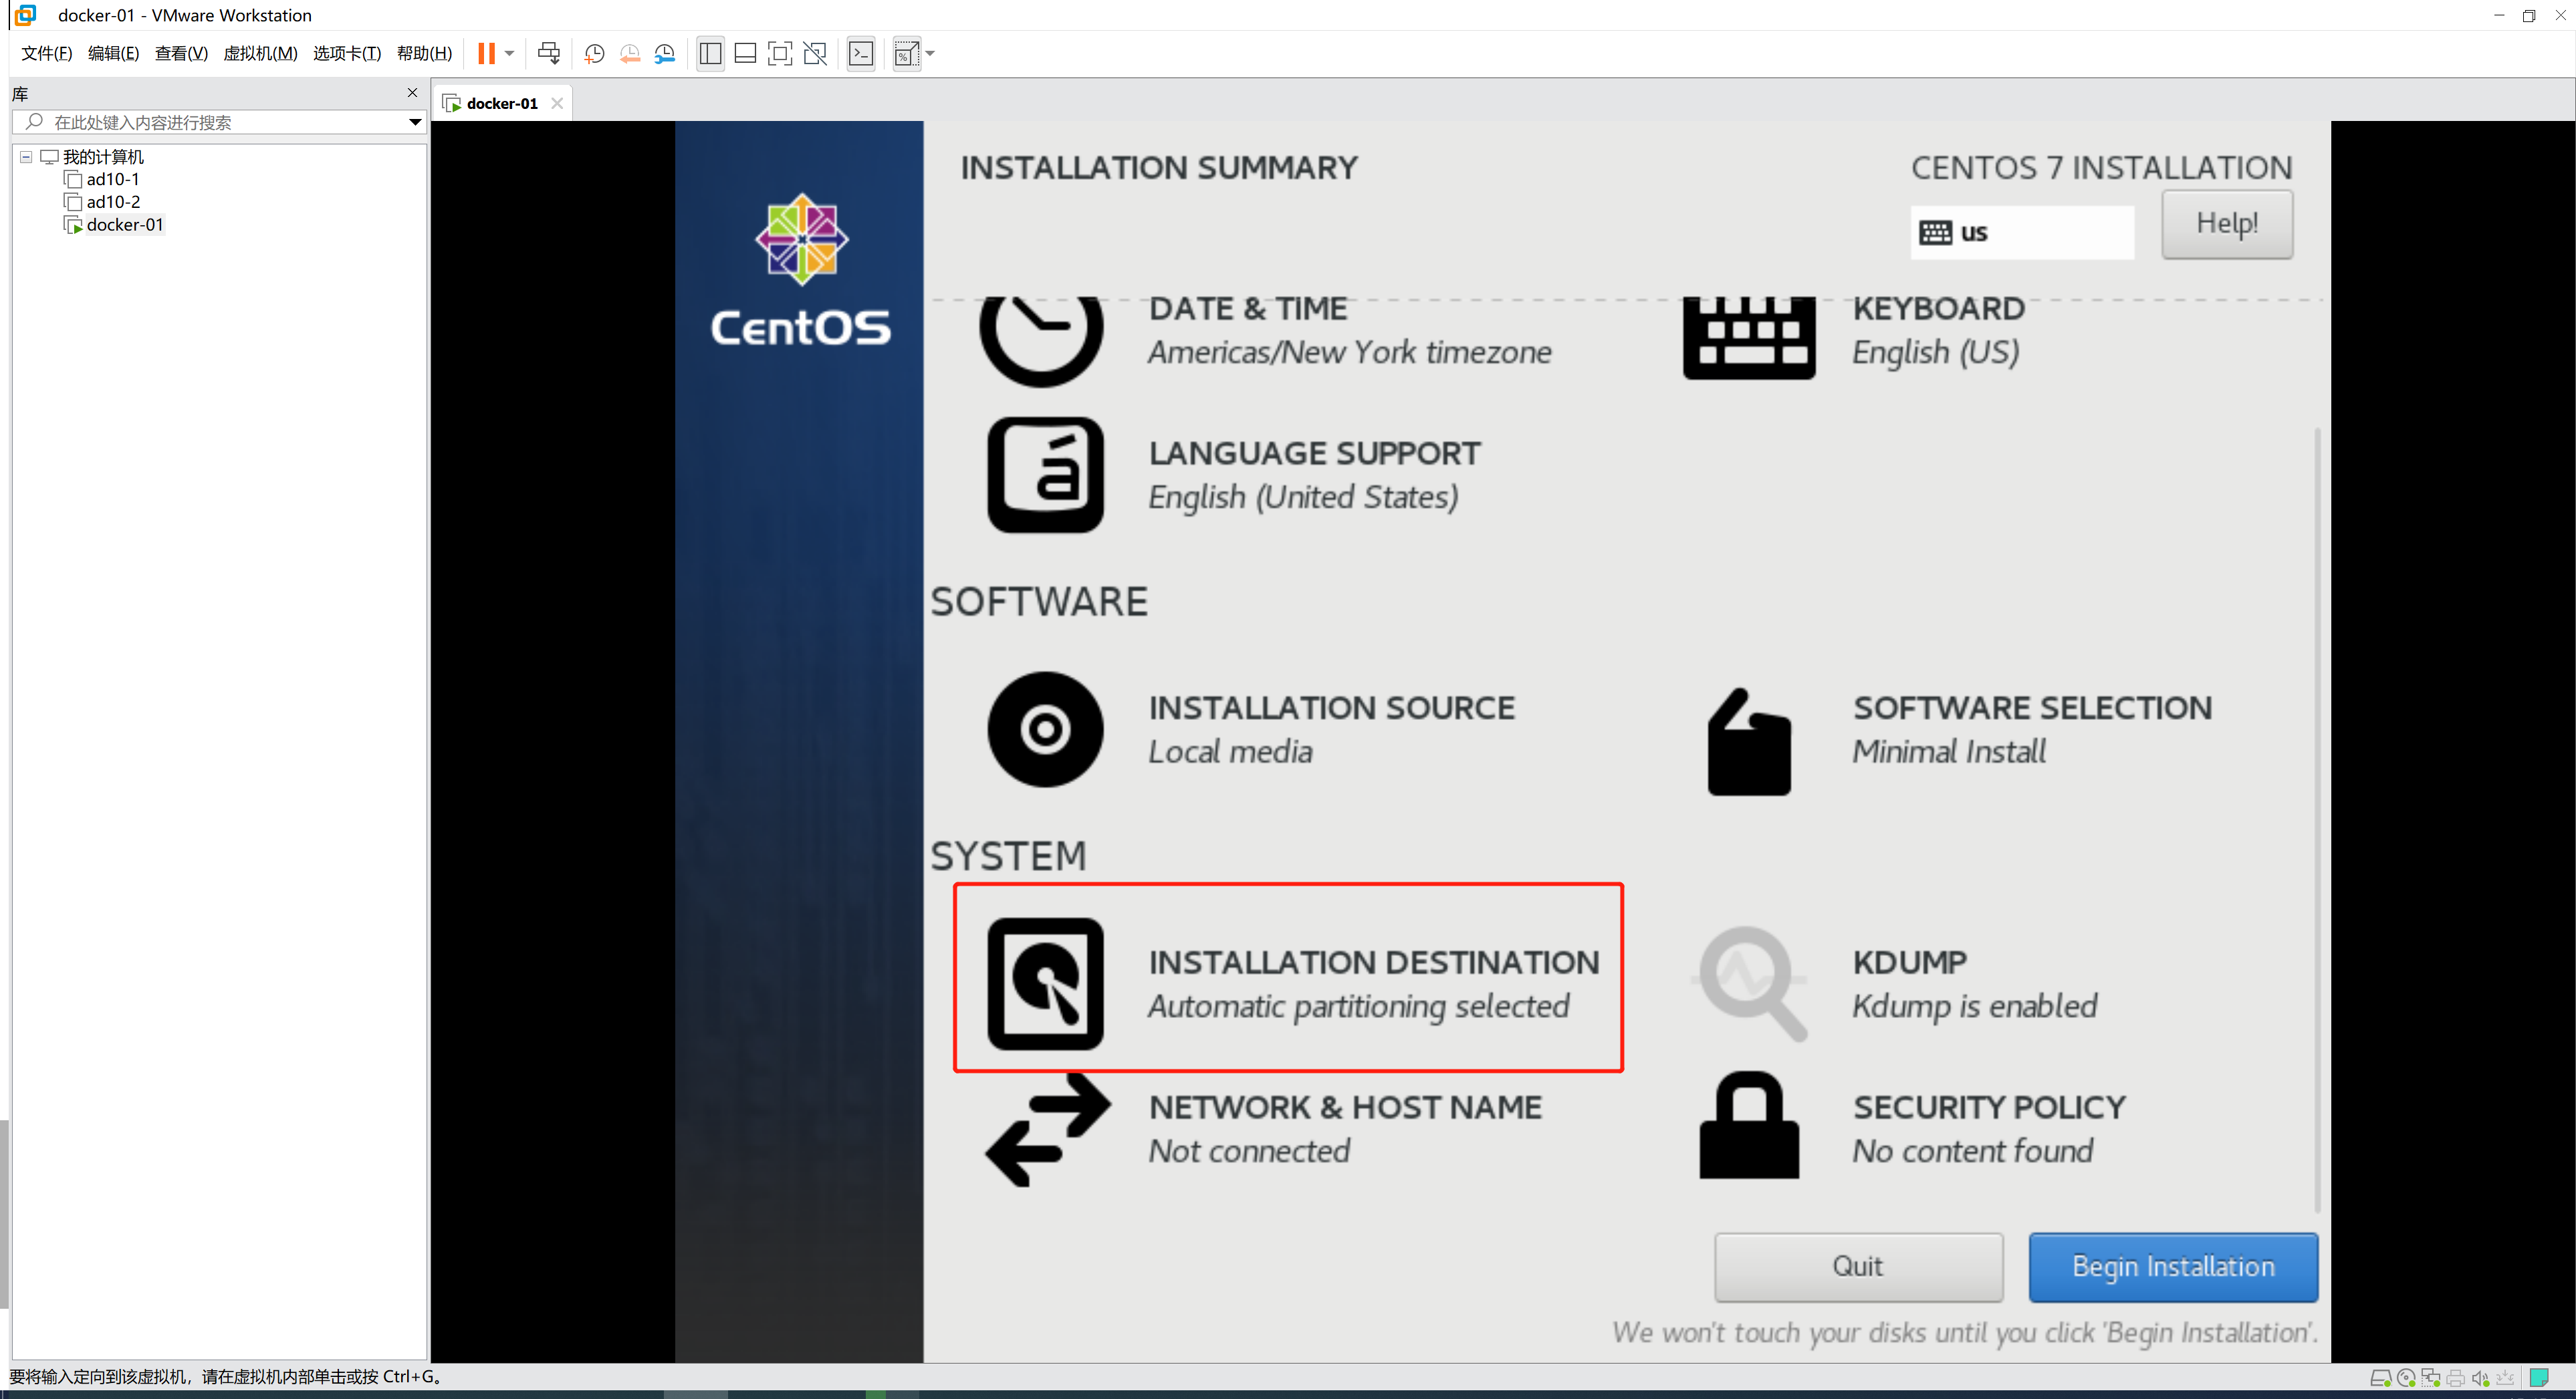 docker-01 - VMware Workstation
文件(F) 编辑(E) 查看(V) 虚拟机(M) 选项卡(T) 帮助(H)
库
在此处键入内容进行搜索
我的计算机
ad10-1
ad10-2
docker-01
docker-01
CentOS
INSTALLATION SUMMARY
CENTOS 7 INSTALLATION
us
Help!
DATE & TIME
Americas/New York timezone
KEYBOARD
English (US)
LANGUAGE SUPPORT
English (United States)
SOFTWARE
INSTALLATION SOURCE
Local media
SOFTWARE SELECTION
Minimal Install
SYSTEM
INSTALLATION DESTINATION
Automatic partitioning selected
KDUMP
Kdump is enabled
NETWORK & HOST NAME
Not connected
SECURITY POLICY
No content found
Quit
Begin Installation
We won't touch your disks until you click 'Begin Installation'.
要将输入定向到该虚拟机，请在虚拟机内部单击或按 Ctrl+G。